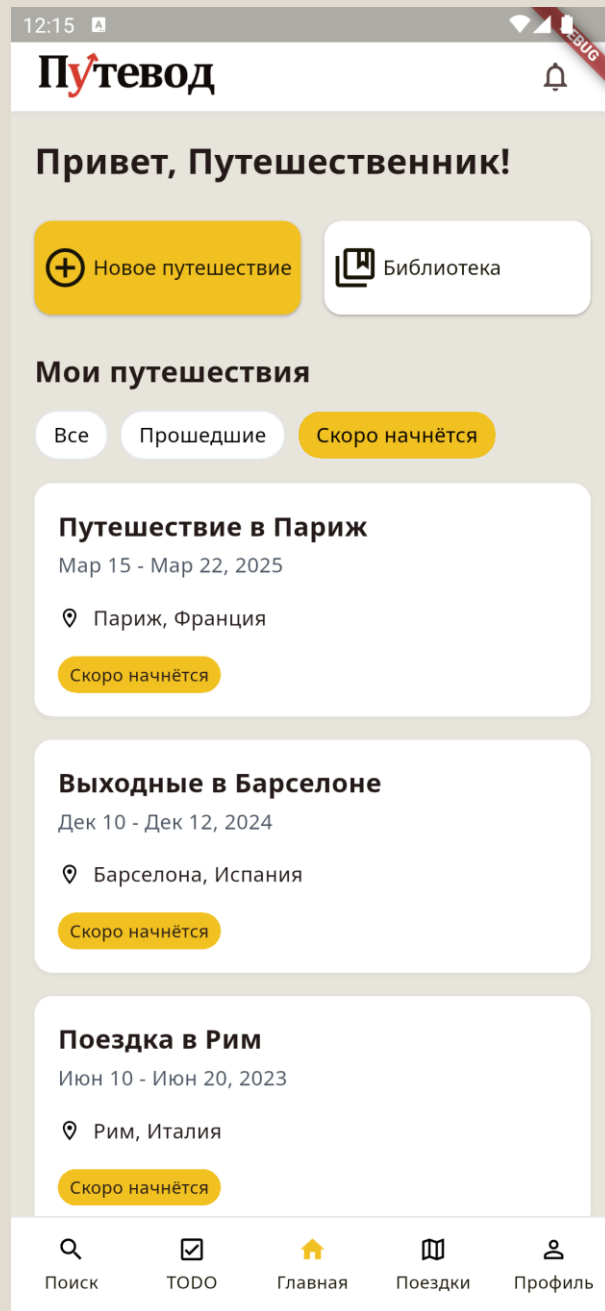 12:15 A
DEBUG
Путевод
Привет, Путешественник!
Новое путешествие
Библиотека
Мои путешествия
Все Прошедшие Скоро начнётся
Путешествие в Париж
Мар 15 - Мар 22, 2025
Париж, Франция
Скоро начнётся
Выходные в Барселоне
Дек 10 - Дек 12, 2024
Барселона, Испания
Скоро начнётся
Поездка в Рим
Июн 10 - Июн 20, 2023
Рим, Италия
Скоро начнётся
Поиск TODO Главная Поездки Профиль